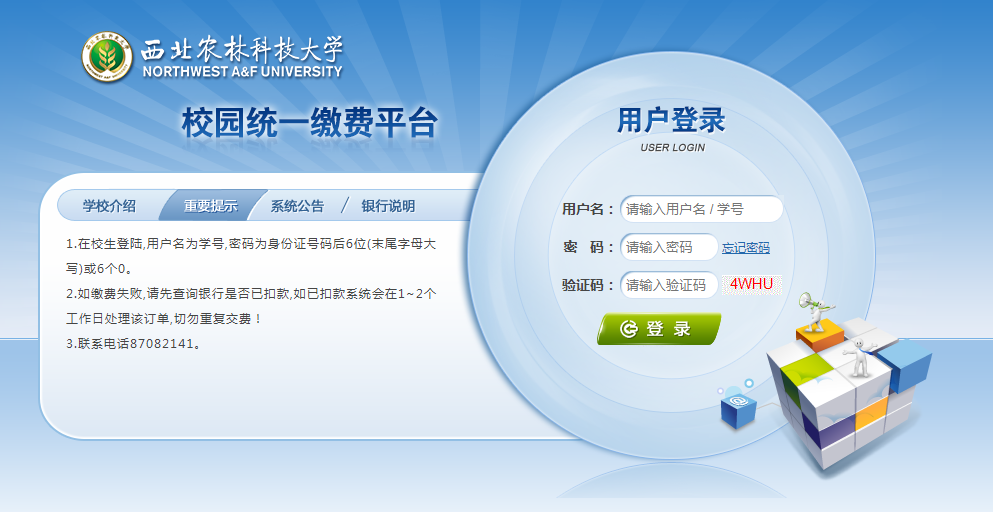 西北农林科技大学
NORTHWEST A&F UNIVERSITY
校园统一缴费平台
学校介绍 重要提示 系统公告 / 银行说明
1.在校生登陆,用户名为学号,密码为身份证号码后6位(末尾字母大
写)或6个0。
2.如缴费失败,请先查询银行是否已扣款,如已扣款系统会在1~2个
工作日处理该订单,切勿重复交费！
3.联系电话87082141。
用户登录
USER LOGIN
用户名： 请输入用户名 / 学号
密 码： 请输入密码 忘记密码
验证码： 请输入验证码 4WHU
登 录
@